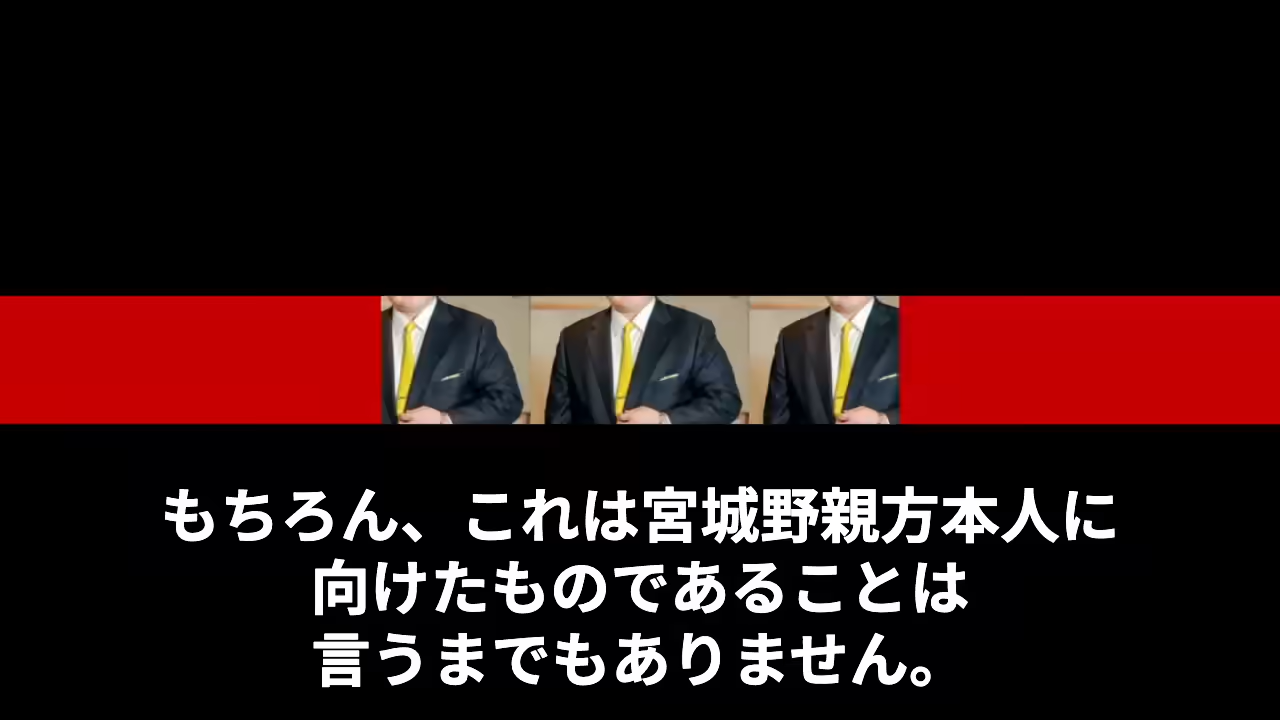 もちろん、これは宮城野親方本人に
向けたものであることは
言うまでもありません。